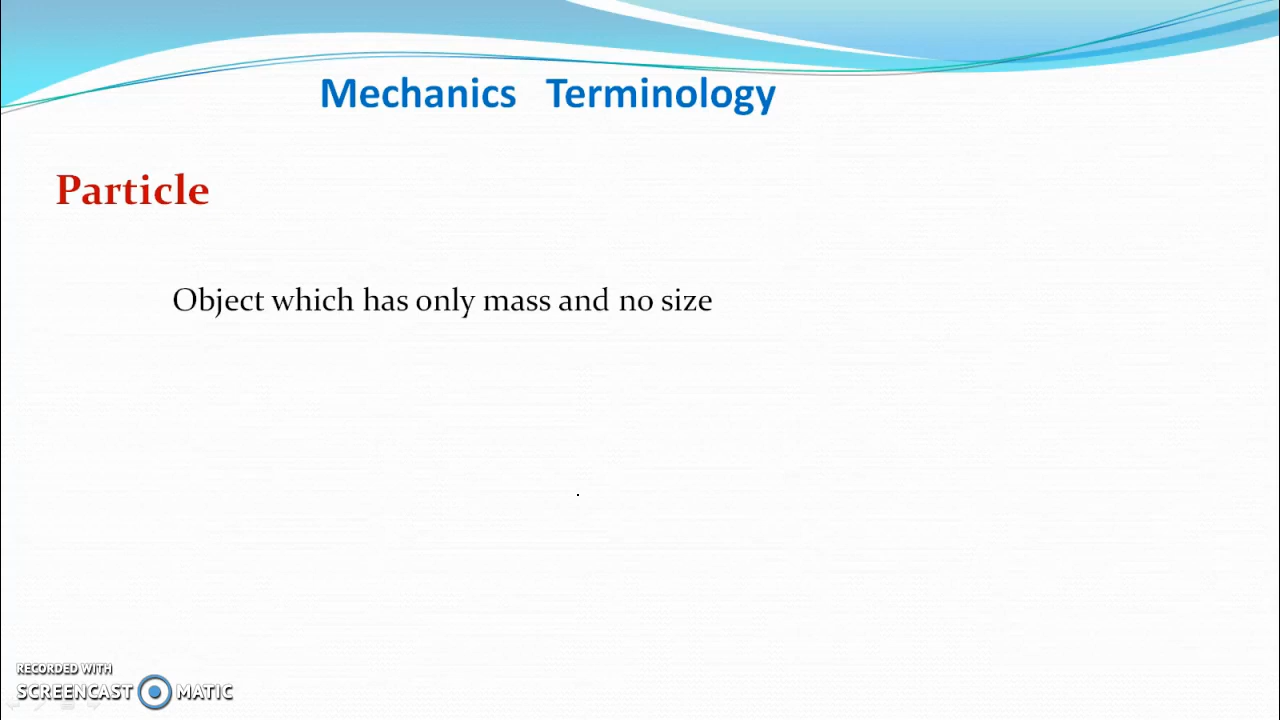 Mechanics Terminology
Particle
Object which has only mass and no size
RECORDED WITH
SCREENCAST MATIC